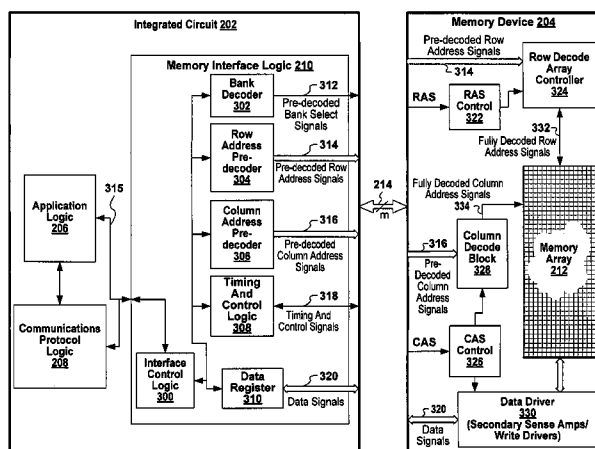 Integrated Circuit 202
Memory Interface Logic 210
Bank
Decoder
302
312
Pre-decoded
Bank Select
Signals
Row Address
Pre-decoder
304
314
Pre-decoded Row
Address Signals
Column
Address
Pre-decoder
306
316
Pre-decoded
Column Address
Signals
Timing
And
Control
Logic
308
318
Timing And
Control Signals
Interface
Control
Logic
300
Data
Register
310
320
Data Signals
315
Application
Logic
206
Communications
Protocol
Logic
208
214
m
Memory Device 204
Pre-decoded Row
Address Signals
314
Row Decode
Array
Controller
324
RAS
RAS
Control
322
332
Fully Decoded Row
Address Signals
Fully Decoded Column
Address Signals
334
316
Pre-
Decoded
Column
Address
Signals
Column
Decode
Block
328
Memory
Array
212
CAS
CAS
Control
326
320
Data
Signals
Data Driver
330
(Secondary Sense Amps/
Write Drivers)